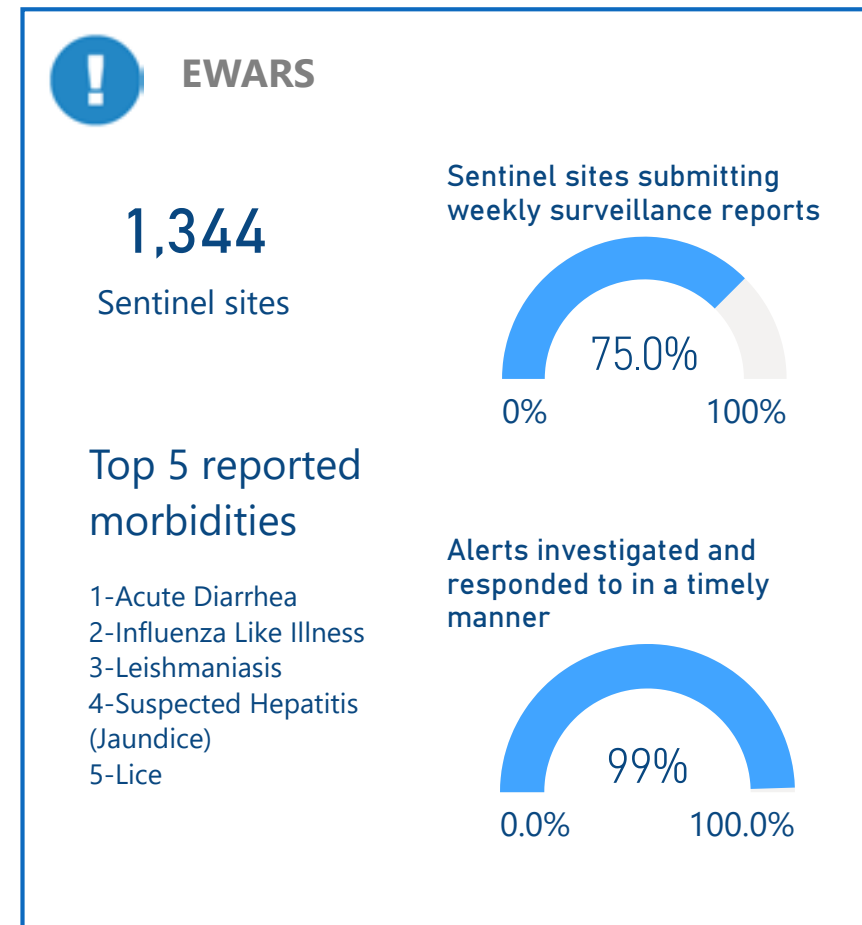 EWARS
1,344
Sentinel sites
Sentinel sites submitting
weekly surveillance reports
75.0%
0%
100%
Top 5 reported
morbidities
1-Acute Diarrhea
2-Influenza Like Illness
3-Leishmaniasis
4-Suspected Hepatitis
(Jaundice)
5-Lice
Alerts investigated and
responded to in a timely
manner
99%
0.0%
100.0%